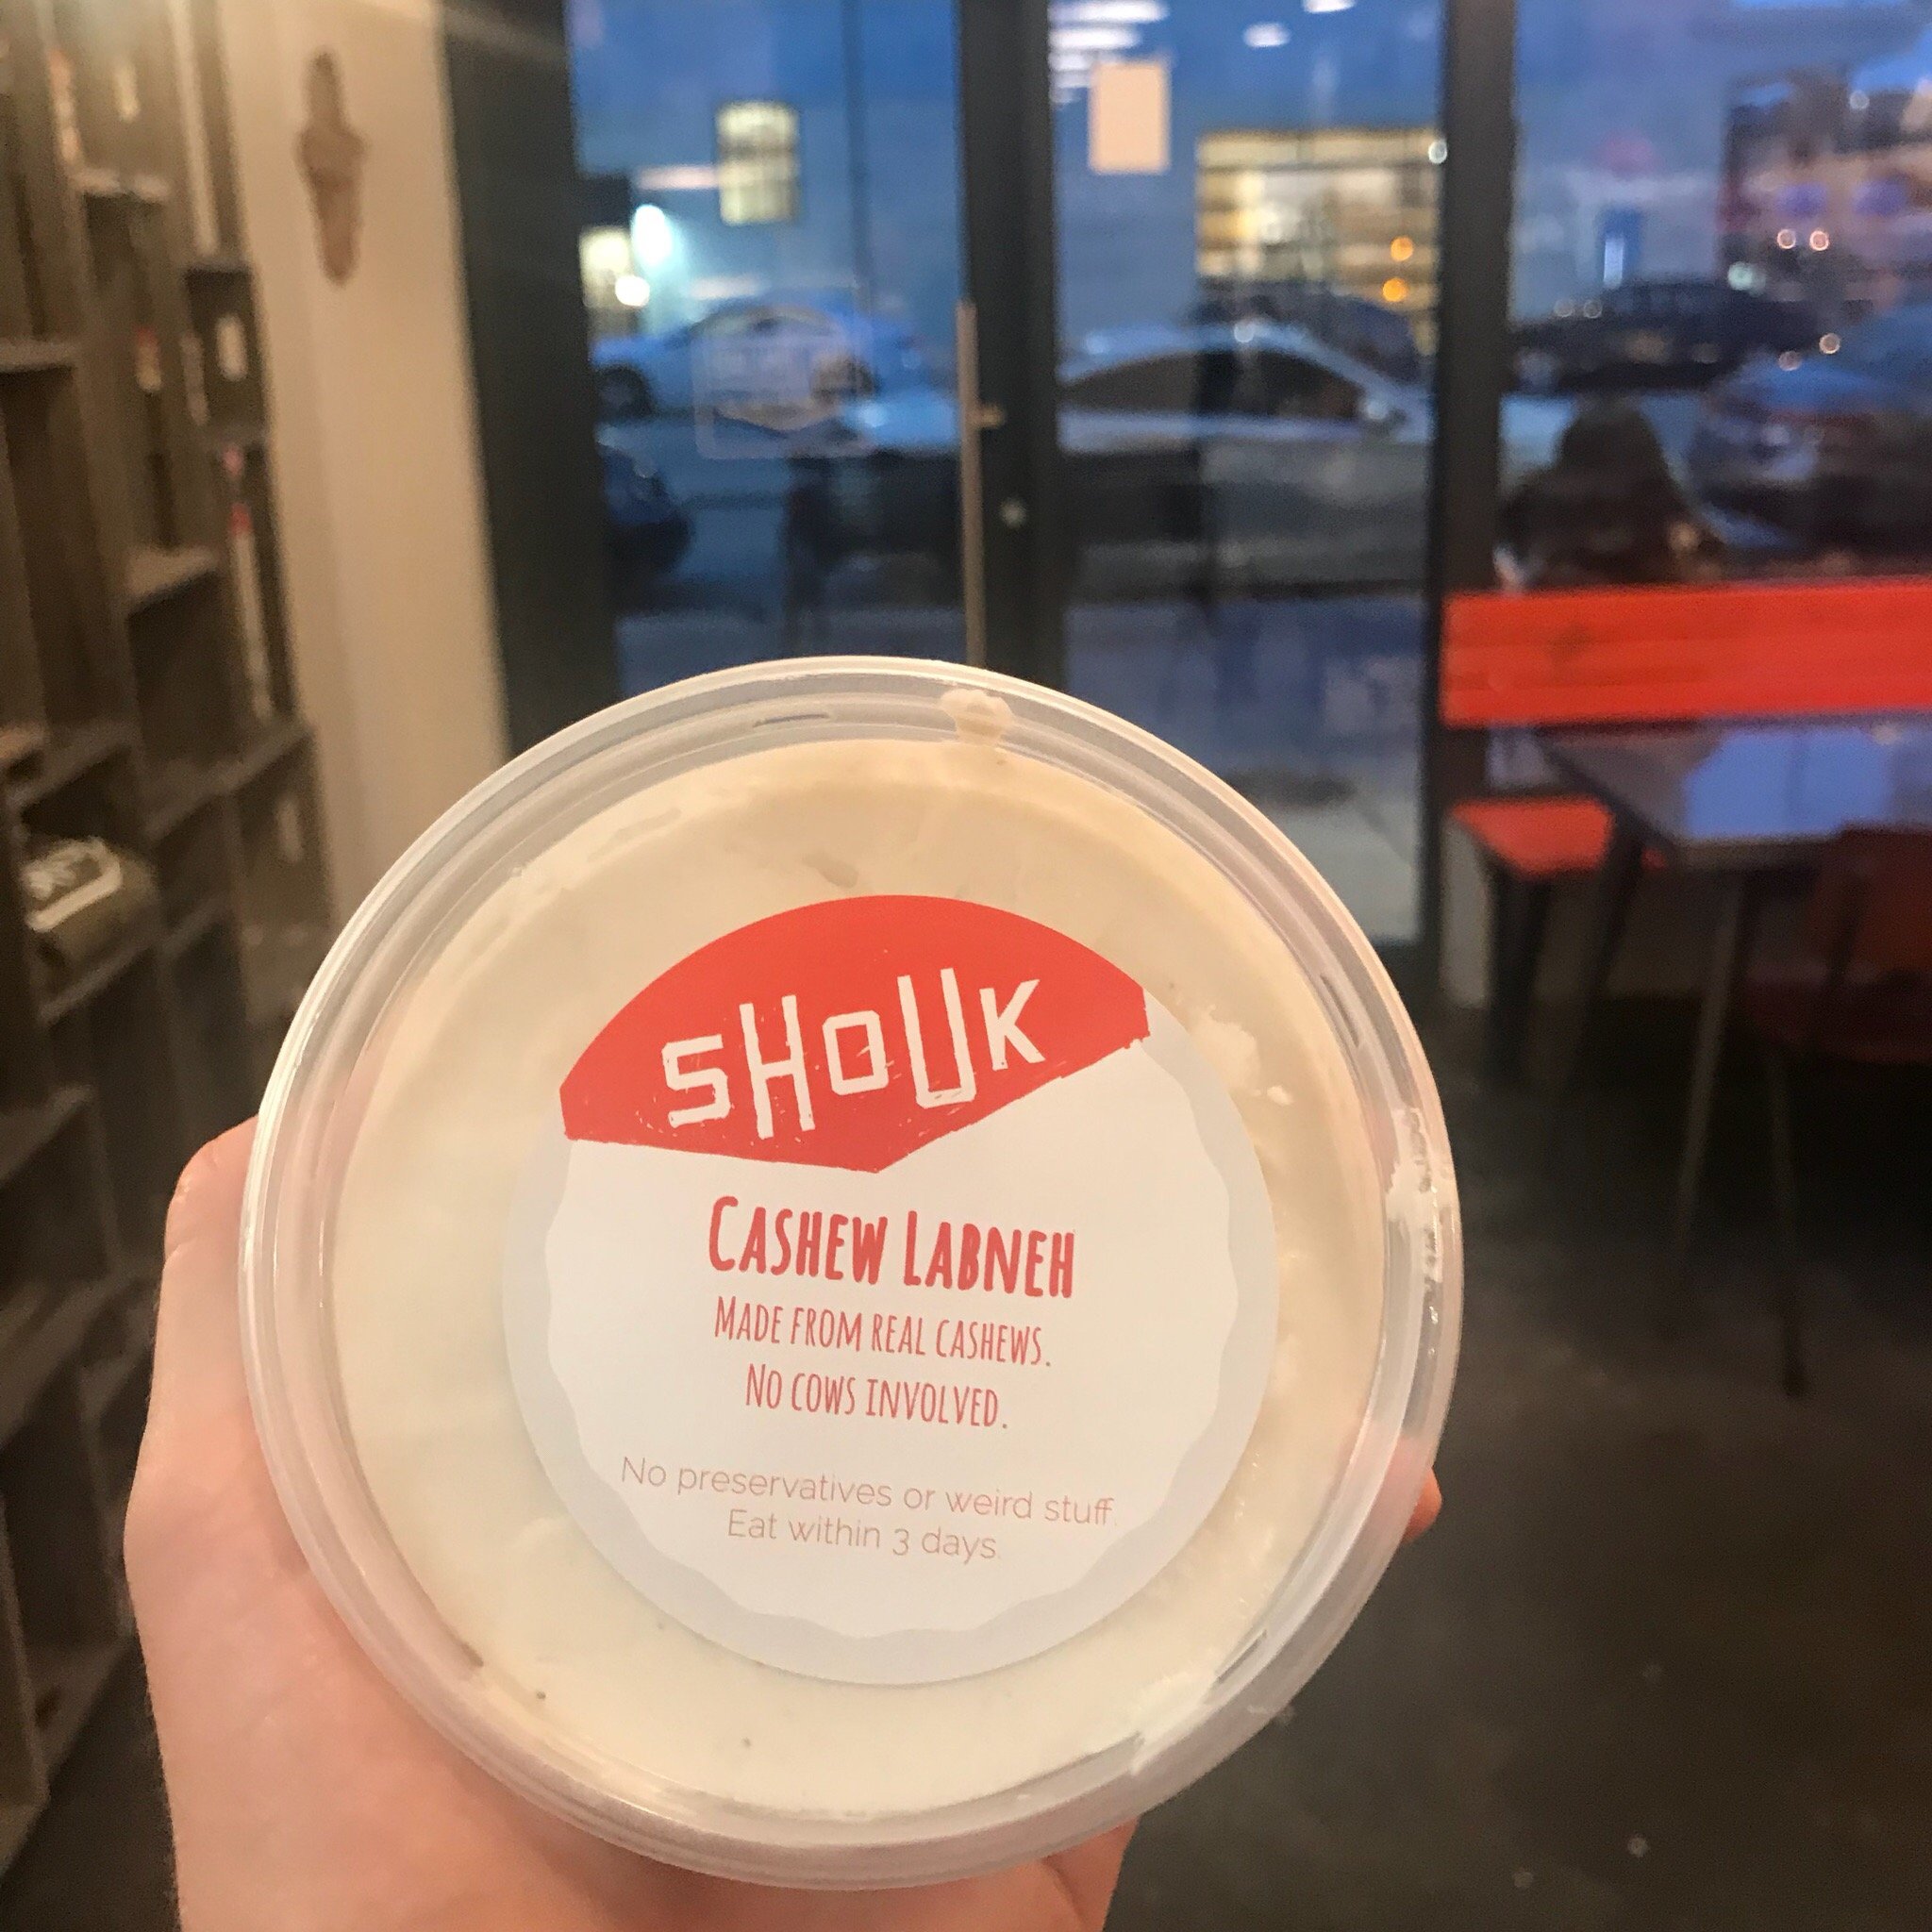 SHOUK
CASHEW LABNEH
MADE FROM REAL CASHEWS.
NO COWS INVOLVED.
No preservatives or weird stuff.
Eat within 3 days.